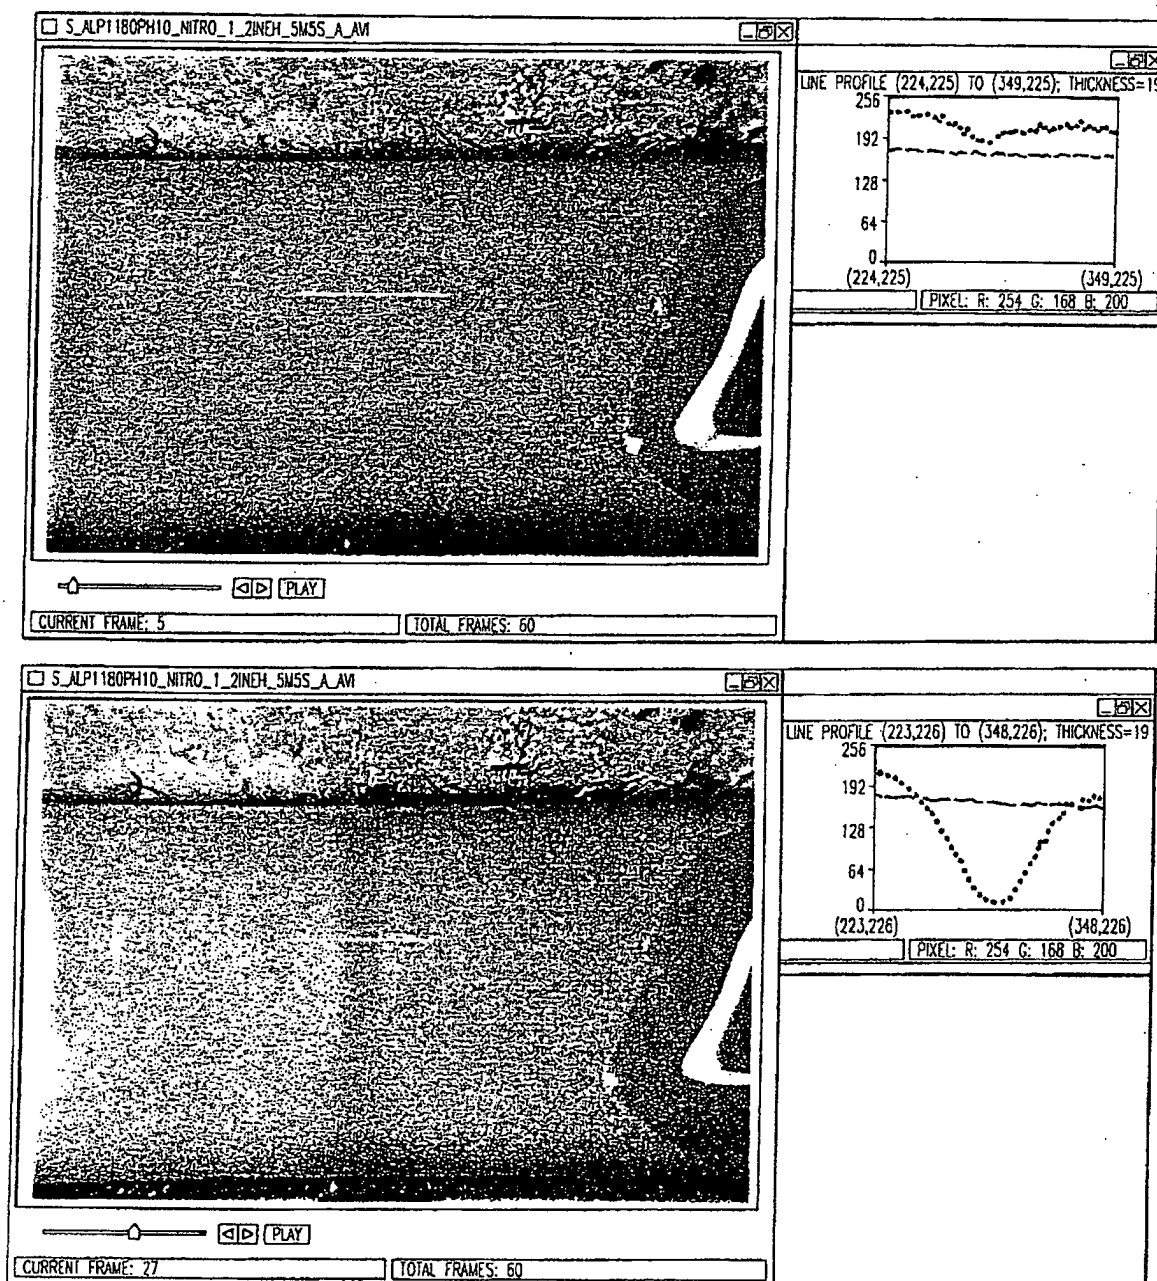 S_ALP1180PH10_NITRO_1_2INEH_5M5S_A_AVI
LINE PROFILE (224,225) TO (349,225); THICKNESS=19
256
192
128
64
0
(224,225) (349,225)
PIXEL: R: 254 G: 168 B: 200
PLAY
CURRENT FRAME: 5 TOTAL FRAMES: 60
S_ALP1180PH10_NITRO_1_2INEH_5M5S_A_AVI
LINE PROFILE (223,226) TO (348,226); THICKNESS=19
256
192
128
64
0
(223,226) (348,226)
PIXEL: R: 254 G: 168 B: 200
PLAY
CURRENT FRAME: 27 TOTAL FRAMES: 60